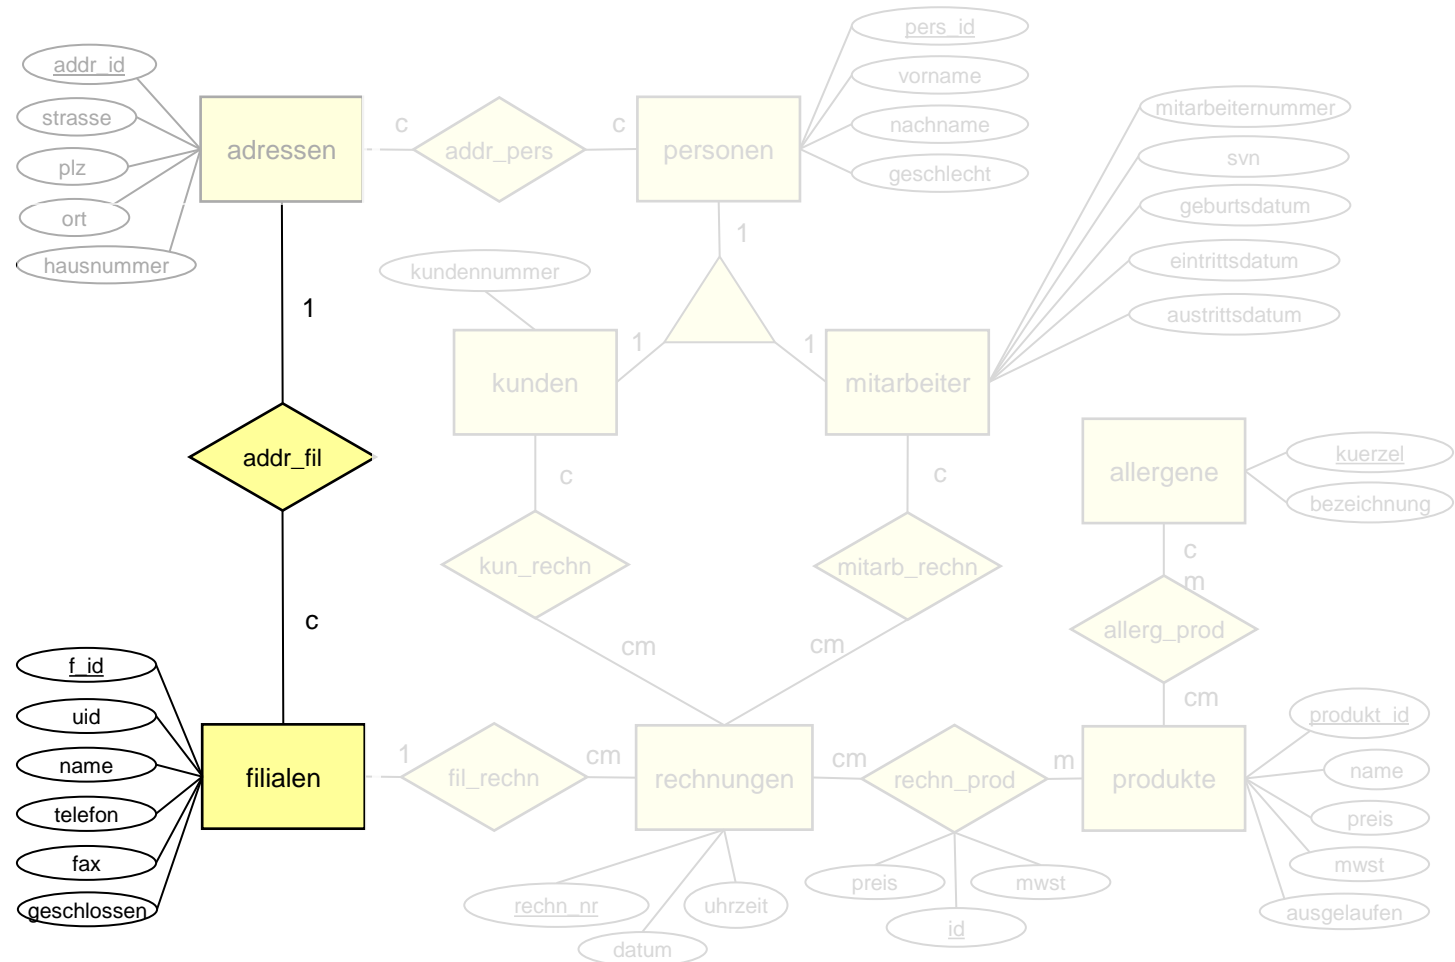 pers_id
addr_id
vorname
mitarbeiternummer
strasse
c
c
nachname
adressen
addr_pers
personen
svn
plz
geschlecht
geburtsdatum
ort
1
hausnummer
kundennummer
eintrittsdatum
1
austrittsdatum
1
1
kunden
mitarbeiter
addr_fil
kuerzel
c
c
allergene
bezeichnung
c
kun_rechn
mitarb_rechn
m
c
allerg_prod
cm
cm
f_id
cm
uid
produkt_id
1
cm
cm
m
name
filialen
fil_rechn
rechnungen
rechn_prod
produkte
name
telefon
preis
fax
mwst
preis
mwst
geschlossen
rechn_nr
uhrzeit
ausgelaufen
id
datum